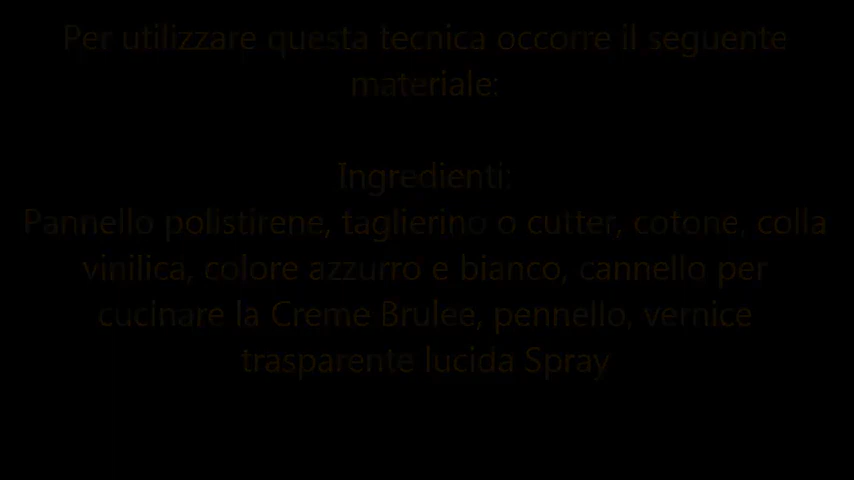 Per utilizzare questa tecnica occorre il seguente
materiale:
Ingredienti:
Pannello polistirene, taglierino o cutter, cotone, colla
vinilica, colore azzurro e bianco, cannello per
cucinare la Creme Brulee, pennello, vernice
trasparente lucida Spray